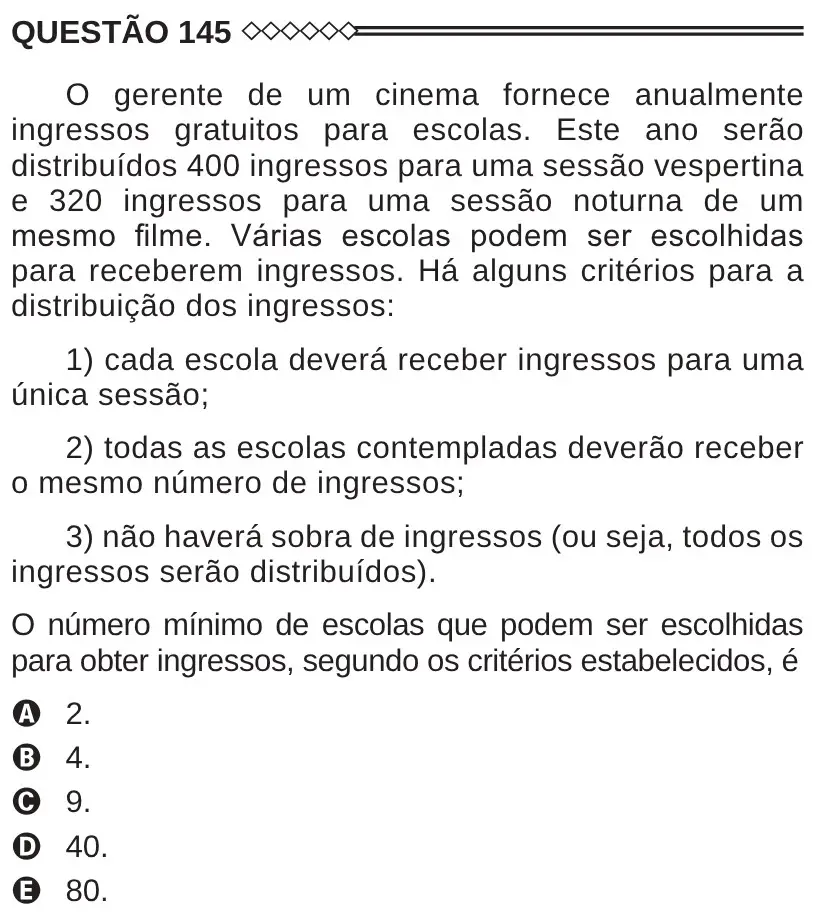 QUESTÃO 145
O gerente de um cinema fornece anualmente
ingressos gratuitos para escolas. Este ano serão
distribuídos 400 ingressos para uma sessão vespertina
e 320 ingressos para uma sessão noturna de um
mesmo filme. Várias escolas podem ser escolhidas
para receberem ingressos. Há alguns critérios para a
distribuição dos ingressos:
1) cada escola deverá receber ingressos para uma
única sessão;
2) todas as escolas contempladas deverão receber
o mesmo número de ingressos;
3) não haverá sobra de ingressos (ou seja, todos os
ingressos serão distribuídos).
O número mínimo de escolas que podem ser escolhidas
para obter ingressos, segundo os critérios estabelecidos, é
A 2.
B 4.
C 9.
D 40.
E 80.